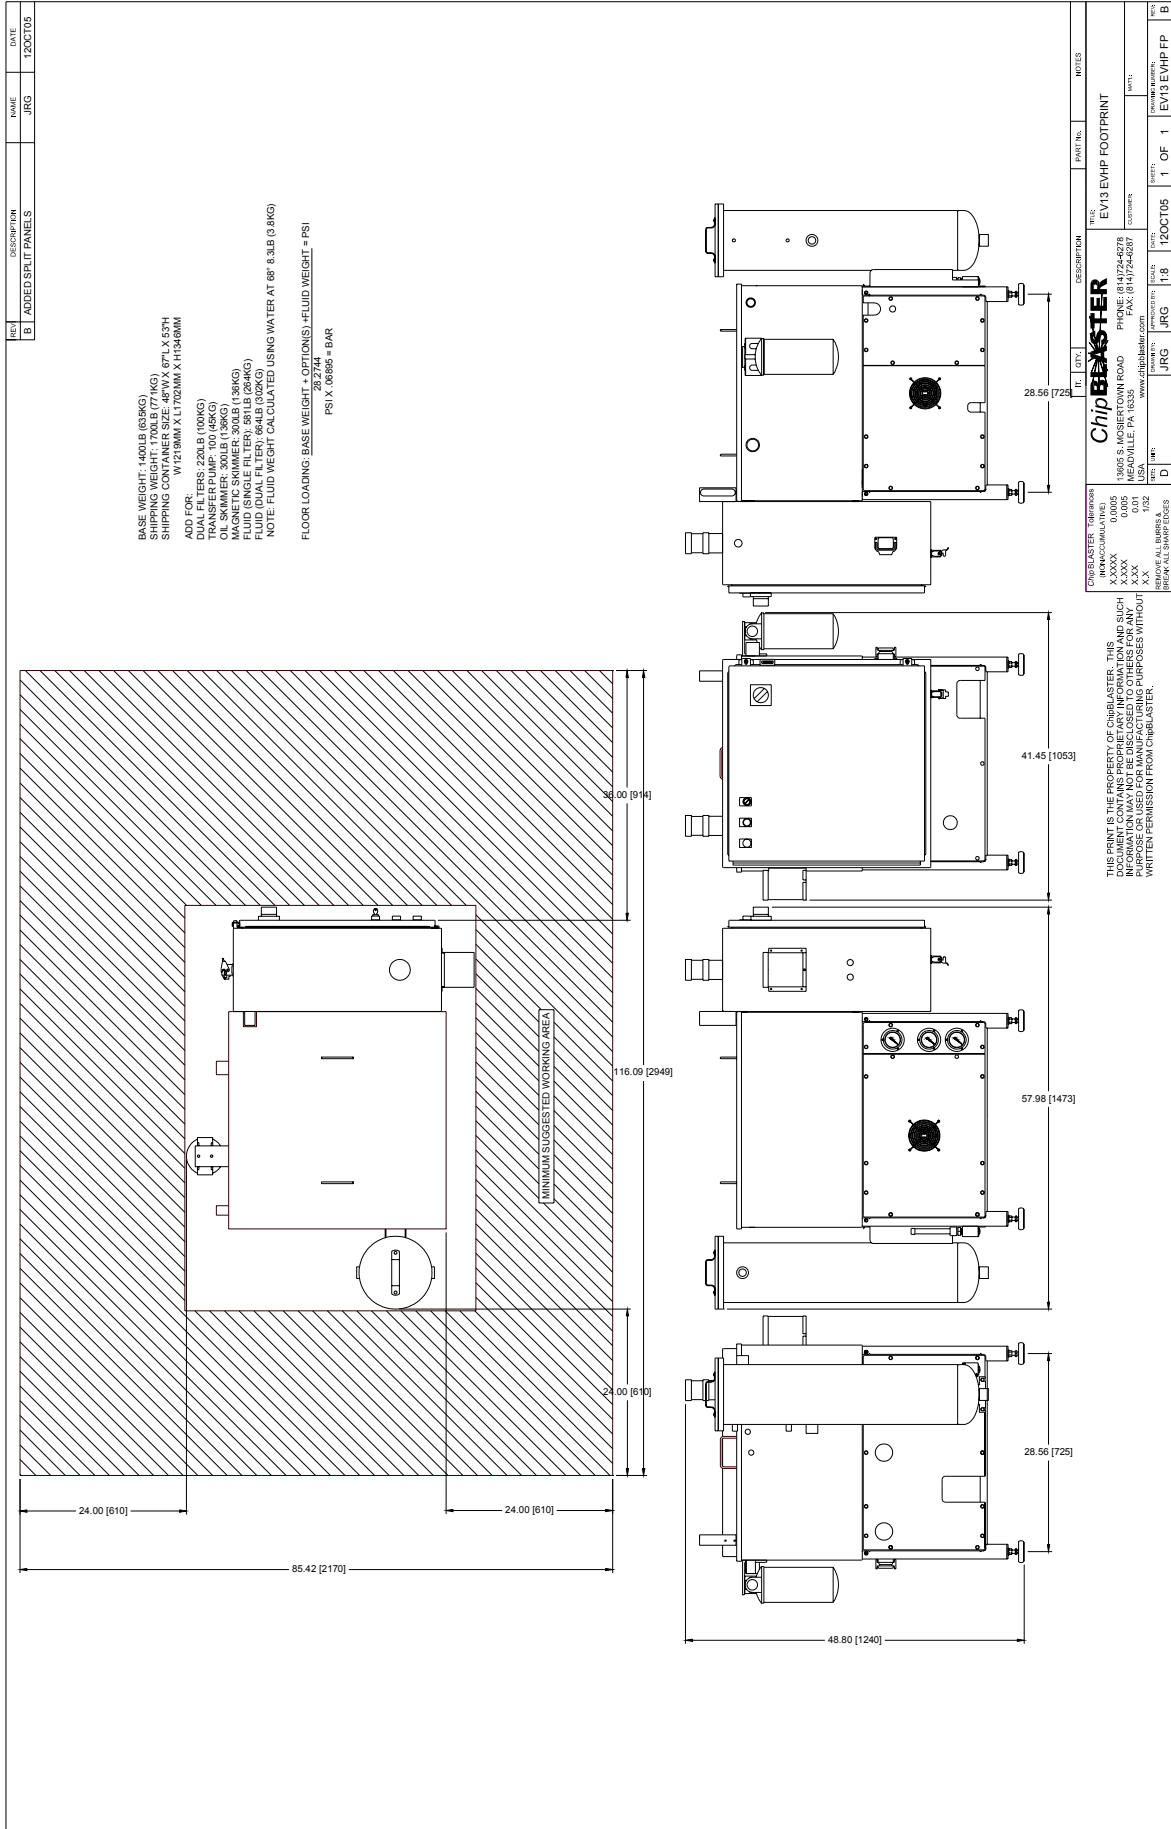 REV
DESCRIPTION
NAME
DATE
B
ADDED SPLIT PANELS
JRG
12OCT05
BASE WEIGHT: 1400LB (635KG)
SHIPPING WEIGHT: 1700LB (771KG)
SHIPPING CONTAINER SIZE: 48"W X 67"L X 53"H
W1219MM X L1702MM X H1346MM
ADD FOR:
DUAL FILTERS: 220LB (100KG)
TRANSFER PUMP: 100 (45KG)
OIL SKIMMER: 300LB (136KG)
MAGNETIC SKIMMER: 300LB (136KG)
FLUID (SINGLE FILTER): 581LB (264KG)
FLUID (DUAL FILTER): 664LB (302KG)
NOTE: FLUID WEGHT CALCULATED USING WATER AT 68° 8.3LB (3.8KG)
FLOOR LOADING: BASE WEIGHT + OPTION(S) +FLUID WEIGHT = PSI
28.2744
PSI X .06895 = BAR
36.00 [914]
116.09 [2949]
MINIMUM SUGGESTED WORKING AREA
24.00 [610]
24.00 [610]
24.00 [610]
85.42 [2170]
28.56 [725]
41.45 [1053]
57.98 [1473]
28.56 [725]
48.80 [1240]
IT.
QTY.
DESCRIPTION
PART No.
NOTES
ChipBLASTER
13605 S. MOSIERTOWN ROAD
MEADVILLE, PA 16335
USA
PHONE: (814)724-6278
FAX: (814)724-6287
www.chipblaster.com
TITLE:
EV13 EVHP FOOTPRINT
CUSTOMER:
MAT'L:
SIZE:
D
UNIT:
DRAWN BY:
JRG
APPROVED BY:
JRG
SCALE:
1:8
DATE:
12OCT05
SHEET:
1 OF 1
DRAWING NUMBER:
EV13 EVHP FP
REV:
B
ChipBLASTER Tolerances
(NONACCUMULATIVE)
X.XXXX 0.0005
X.XXX 0.005
X.XX 0.01
X.X 1/32
REMOVE ALL BURRS &
BREAK ALL SHARP EDGES
THIS PRINT IS THE PROPERTY OF ChipBLASTER. THIS
DOCUMENT CONTAINS PROPRIETARY INFORMATION AND SUCH
INFORMATION MAY NOT BE DISCLOSED TO OTHERS FOR ANY
PURPOSE OR USED FOR MANUFACTURING PURPOSES WITHOUT
WRITTEN PERMISSION FROM ChipBLASTER.